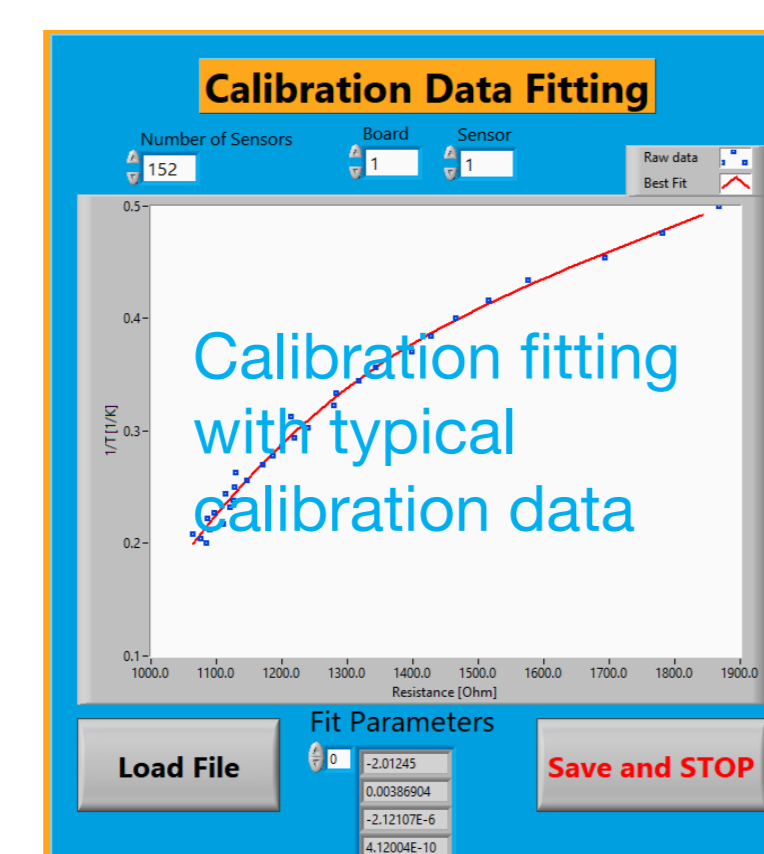 Calibration Data Fitting
Number of Sensors
Board
Sensor
152
1
1
Raw data
Best Fit
0.5
0.4
0.3
0.2
0.1
1/T [1/K]
Calibration fitting
with typical
calibration data
1000.0 1100.0 1200.0 1300.0 1400.0 1500.0 1600.0 1700.0 1800.0 1900.0
Resistance [Ohm]
Fit Parameters
Load File
0
-2.01245
0.00386904
-2.12107E-6
4.12004E-10
Save and STOP